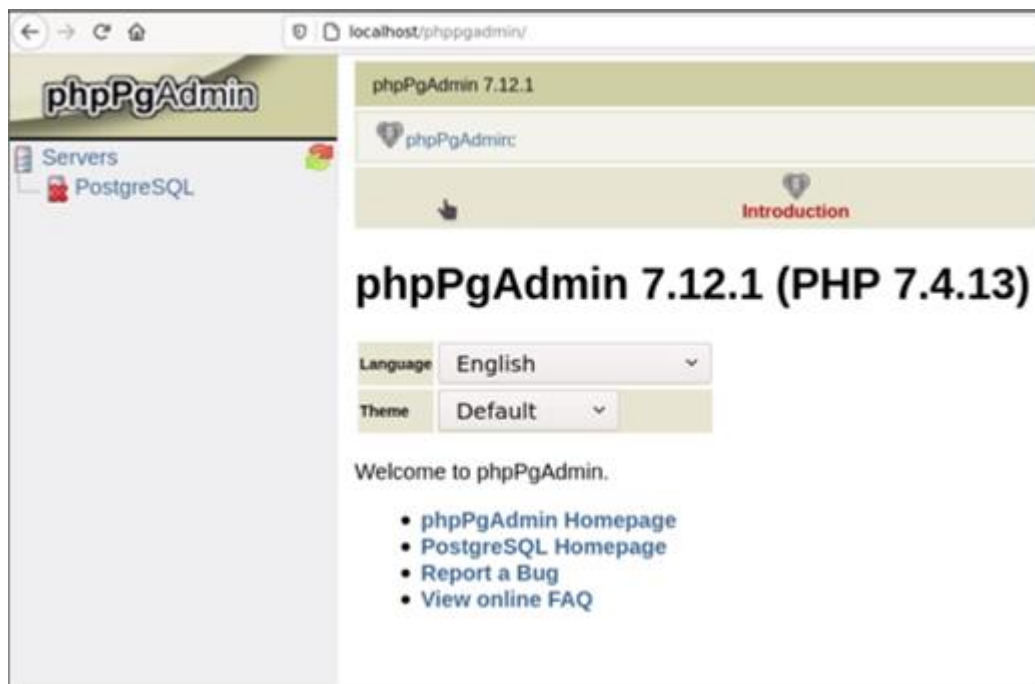 localhost/phppgadmin/
phpPgAdmin
Servers
PostgreSQL
phpPgAdmin 7.12.1
phpPgAdmin:
Introduction
phpPgAdmin 7.12.1 (PHP 7.4.13)
Language English
Theme Default
Welcome to phpPgAdmin.
phpPgAdmin Homepage
PostgreSQL Homepage
Report a Bug
View online FAQ